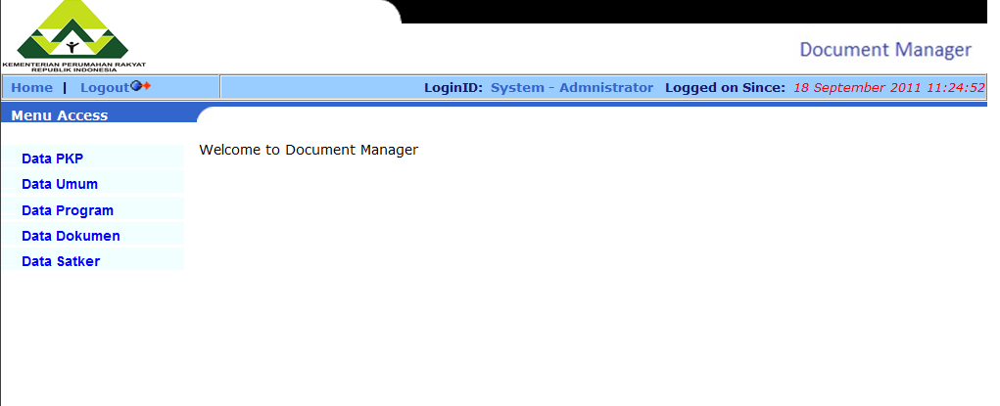 KEMENTERIAN PERUMAHAN RAKYAT
REPUBLIK INDONESIA
Document Manager
Home | Logout
LoginID: System - Admnistrator Logged on Since: 18 September 2011 11:24:52
Menu Access
Welcome to Document Manager
Data PKP
Data Umum
Data Program
Data Dokumen
Data Satker